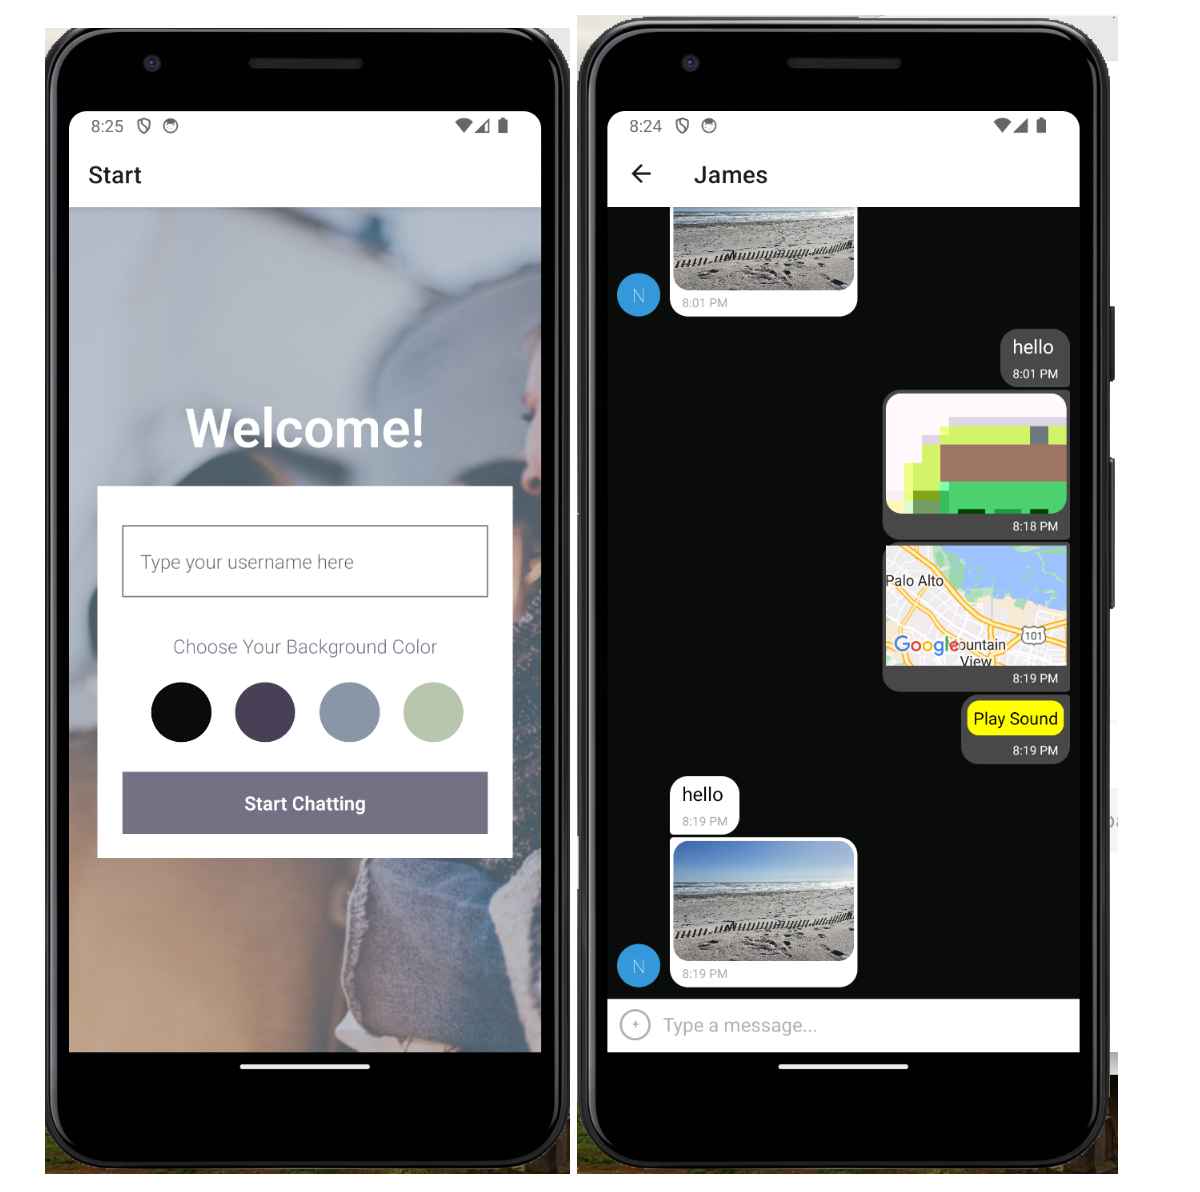 8:25
Start
Welcome!
Type your username here
Choose Your Background Color
Start Chatting
8:24
James
8:01 PM
N
hello
8:01 PM
8:18 PM
Palo Alto
101
Google
ountain
View
8:19 PM
Play Sound
8:19 PM
hello
8:19 PM
8:19 PM
N
Type a message...